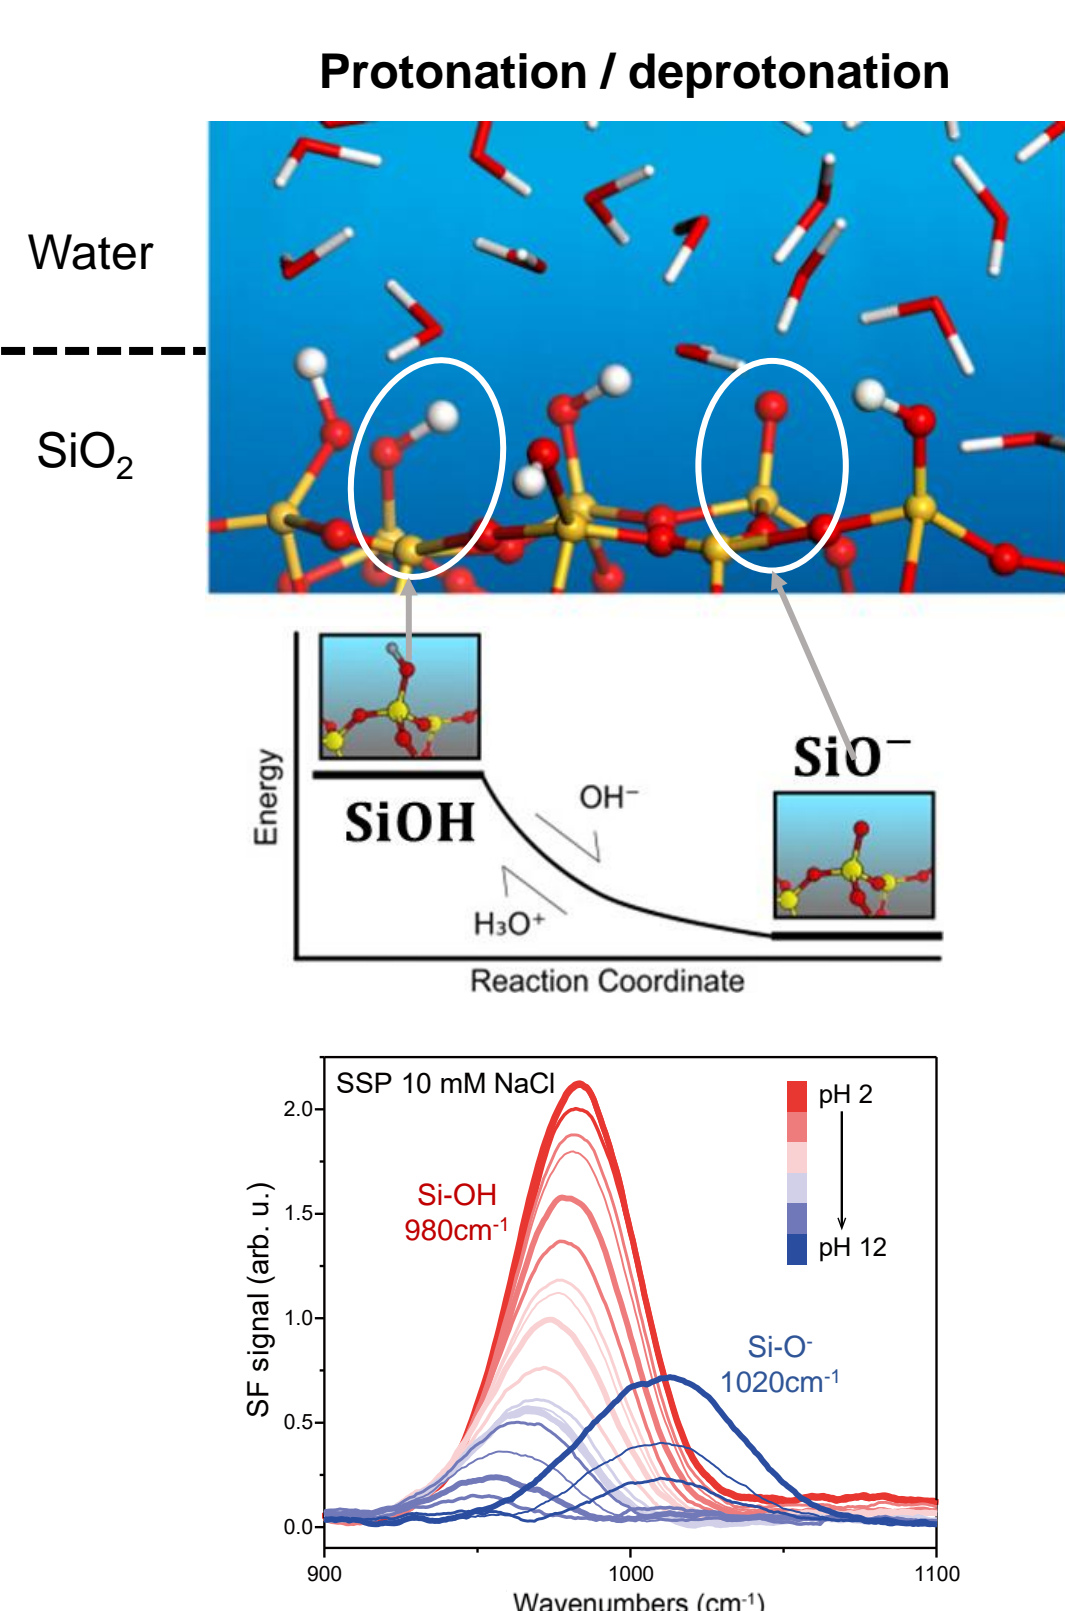 Protonation / deprotonation
Water
SiO₂
SiO⁻
SiOH
OH⁻
H₃O⁺
Energy
Reaction Coordinate
SSP 10 mM NaCl
pH 2
pH 12
Si-OH
980cm⁻¹
Si-O⁻
1020cm⁻¹
SF signal (arb. u.)
2.0
1.5
1.0
0.5
0.0
900 1000 1100
Wavenumbers (cm⁻¹)